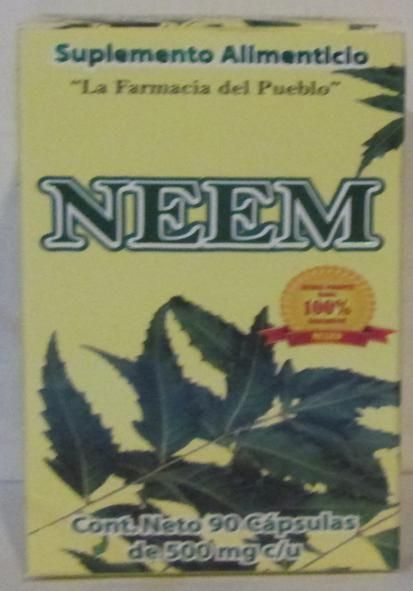 Suplemento Alimenticio
"La Farmacia del Pueblo"
NEEM
100%
Cont. Neto 90 Cápsulas
de 500 mg c/u